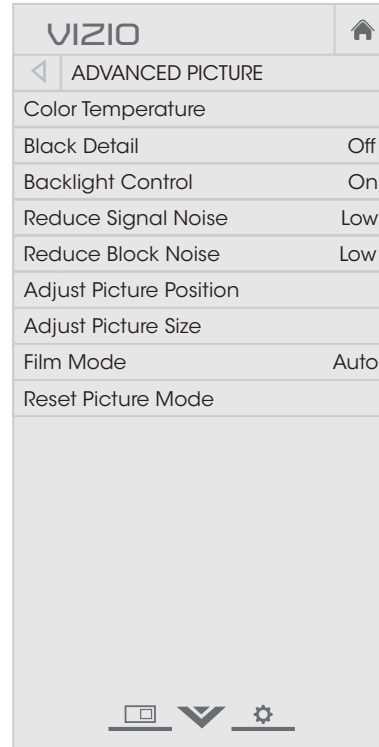 VIZIO
ADVANCED PICTURE
Color Temperature
Black Detail Off
Backlight Control On
Reduce Signal Noise Low
Reduce Block Noise Low
Adjust Picture Position
Adjust Picture Size
Film Mode Auto
Reset Picture Mode